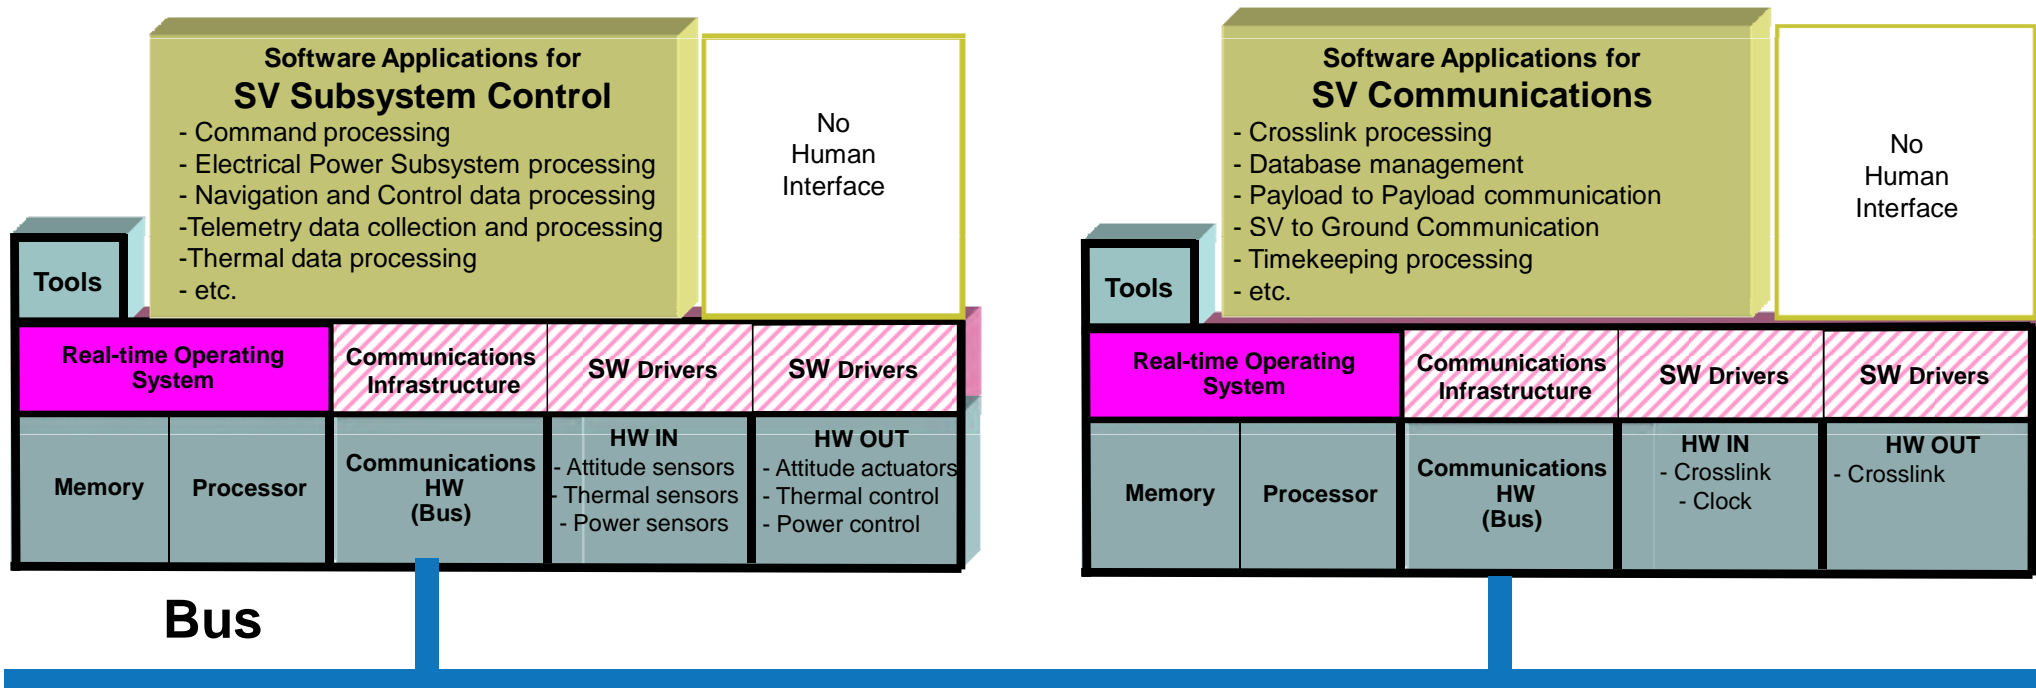 Software Applications for
SV Subsystem Control
- Command processing
- Electrical Power Subsystem processing
- Navigation and Control data processing
-Telemetry data collection and processing
-Thermal data processing
- etc.
No
Human
Interface
Tools
Real-time Operating
System
Communications
Infrastructure
SW Drivers
SW Drivers
Memory
Processor
Communications
HW
(Bus)
HW IN
- Attitude sensors
- Thermal sensors
- Power sensors
HW OUT
- Attitude actuators
- Thermal control
- Power control
Software Applications for
SV Communications
- Crosslink processing
- Database management
- Payload to Payload communication
- SV to Ground Communication
- Timekeeping processing
- etc.
No
Human
Interface
Tools
Real-time Operating
System
Communications
Infrastructure
SW Drivers
SW Drivers
Memory
Processor
Communications
HW
(Bus)
HW IN
- Crosslink
- Clock
HW OUT
- Crosslink
Bus